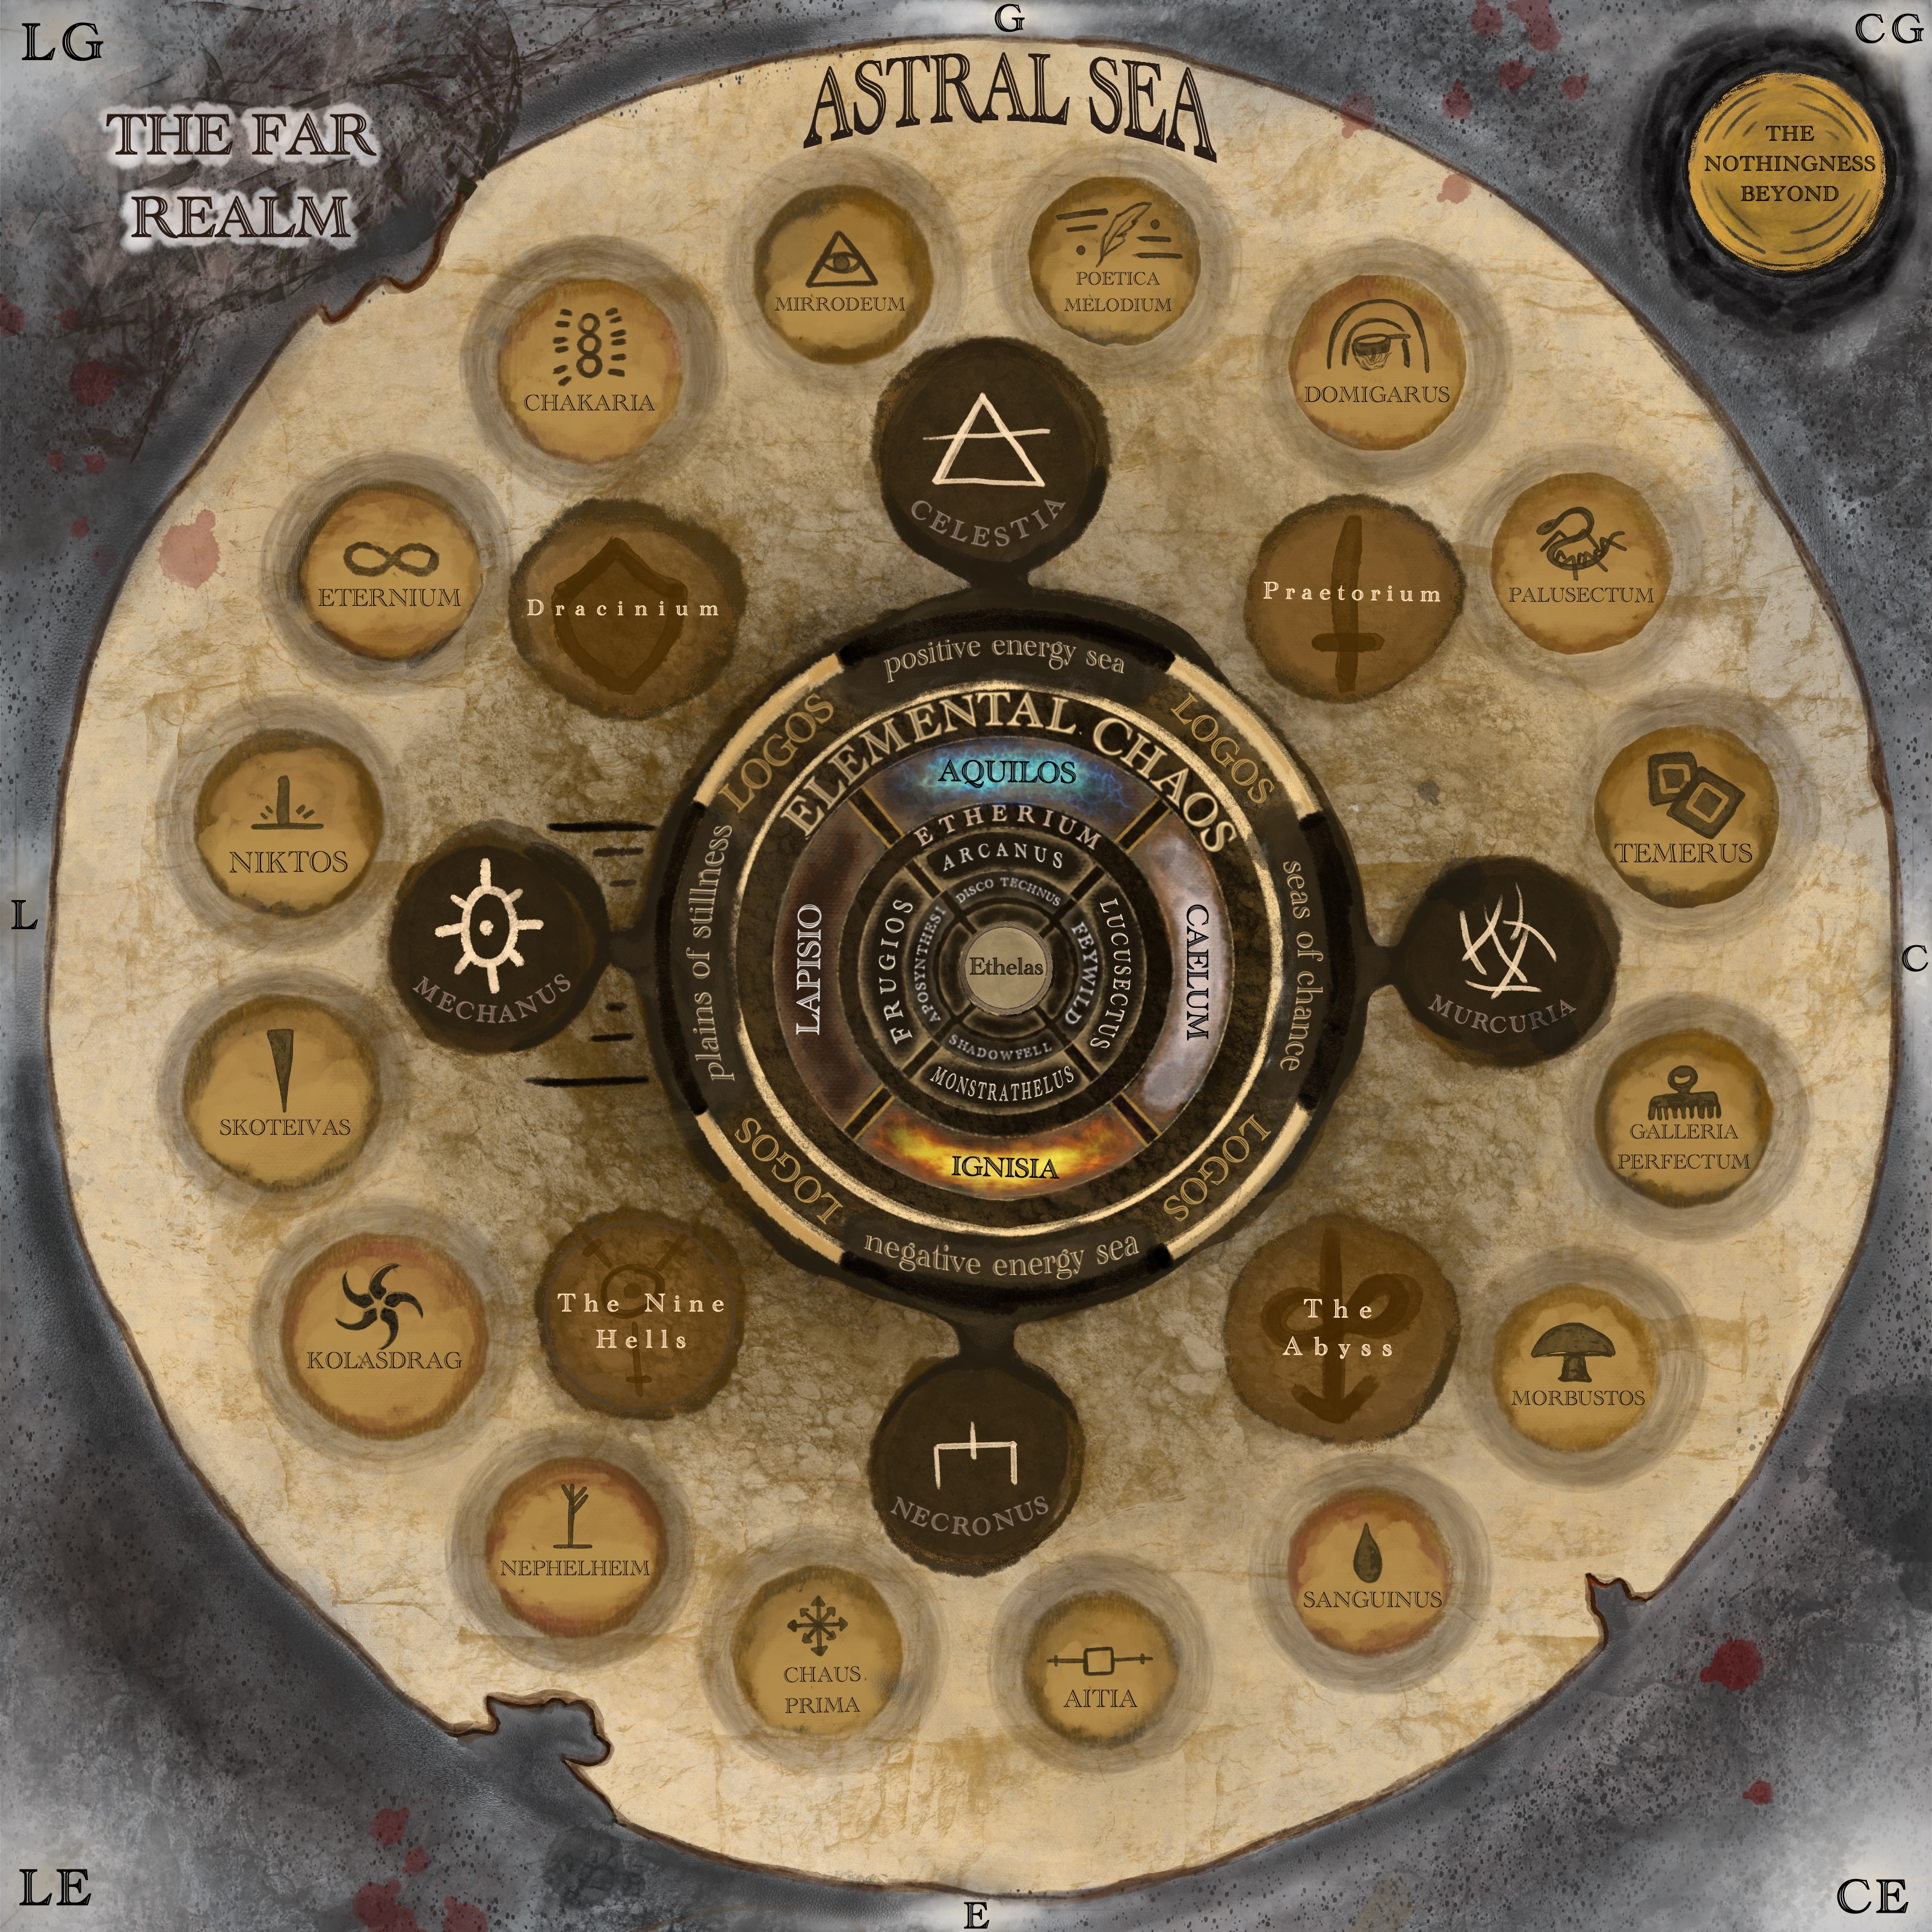 LG
G
CG
THE FAR
REALM
ASTRAL SEA
THE
NOTHINGNESS
BEYOND
MIRRODEUM
POETICA
MELODIUM
CHAKARIA
DOMIGARUS
CELESTIA
ETERNIUM
Dracinium
Praetorium
PALUSECTUM
positive energy sea
LOGOS
LOGOS
ELEMENTAL CHAOS
AQUILOS
ETHERIUM
ARCANUS
DISCO TECHNUS
NIKTOS
TEMERUS
L
MECHANUS
plains of stillness
LAPISIO
FRUGIOS
APOSYNTHESI
Ethelas
FEYWILD
LUCUSECTUS
CAELUM
seas of chance
MURCURIA
C
SHADOWFELL
MONSTRATHELUS
IGNISIA
SKOTEIVAS
GALLERIA
PERFECTUM
LOGOS
LOGOS
negative energy sea
KOLASDRAG
The Nine
Hells
The
Abyss
MORBUSTOS
NECRONUS
NEPHELHEIM
SANGUINUS
CHAUS
PRIMA
AITIA
LE
E
CE